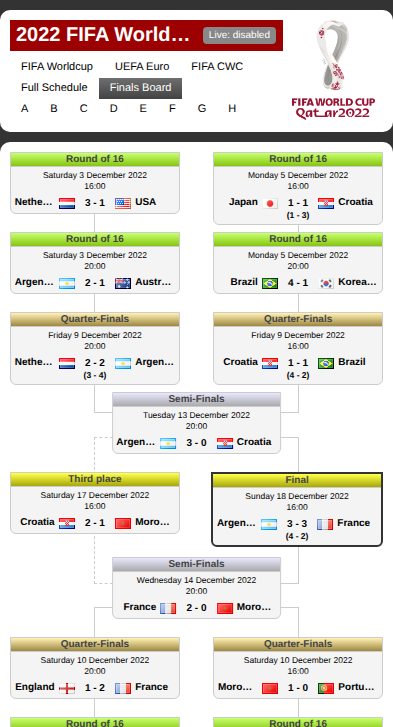 2022 FIFA World…
Live: disabled
FIFA Worldcup UEFA Euro FIFA CWC
Full Schedule Finals Board
A B C D E F G H
FIFA WORLD CUP
Qatar2022
Round of 16
Saturday 3 December 2022
16:00
Nethe… 3 - 1 USA
Round of 16
Monday 5 December 2022
16:00
Japan 1 - 1 Croatia
(1 - 3)
Round of 16
Saturday 3 December 2022
20:00
Argen… 2 - 1 Austr…
Round of 16
Monday 5 December 2022
20:00
Brazil 4 - 1 Korea…
Quarter-Finals
Friday 9 December 2022
20:00
Nethe… 2 - 2 Argen…
(3 - 4)
Quarter-Finals
Friday 9 December 2022
16:00
Croatia 1 - 1 Brazil
(4 - 2)
Semi-Finals
Tuesday 13 December 2022
20:00
Argen… 3 - 0 Croatia
Third place
Saturday 17 December 2022
16:00
Croatia 2 - 1 Moro…
Final
Sunday 18 December 2022
16:00
Argen… 3 - 3 France
(4 - 2)
Semi-Finals
Wednesday 14 December 2022
20:00
France 2 - 0 Moro…
Quarter-Finals
Saturday 10 December 2022
20:00
England 1 - 2 France
Quarter-Finals
Saturday 10 December 2022
16:00
Moro… 1 - 0 Portu…
Round of 16
Round of 16